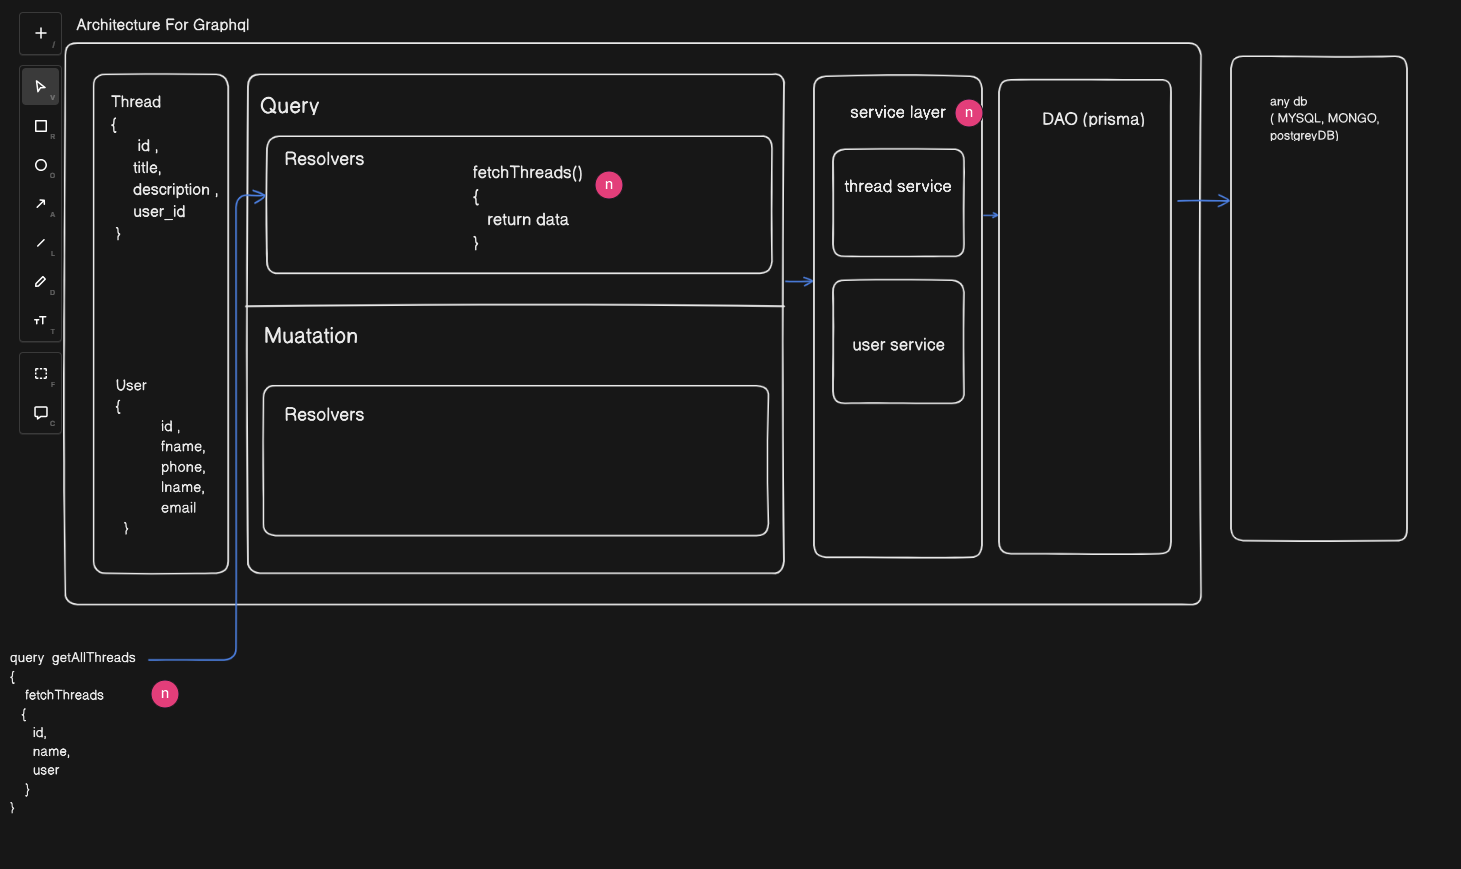 Architecture For Graphql
Thread
{
id ,
title,
description ,
user_id
}
User
{
id ,
fname,
phone,
lname,
email
}
Query
Resolvers
fetchThreads()
n
{
return data
}
Muatation
Resolvers
service layer
n
thread service
user service
DAO (prisma)
any db
( MYSQL, MONGO,
postgreyDB)
query getAllThreads
{
fetchThreads
n
{
id,
name,
user
}
}
/
V
R
O
A
L
D
T
F
C